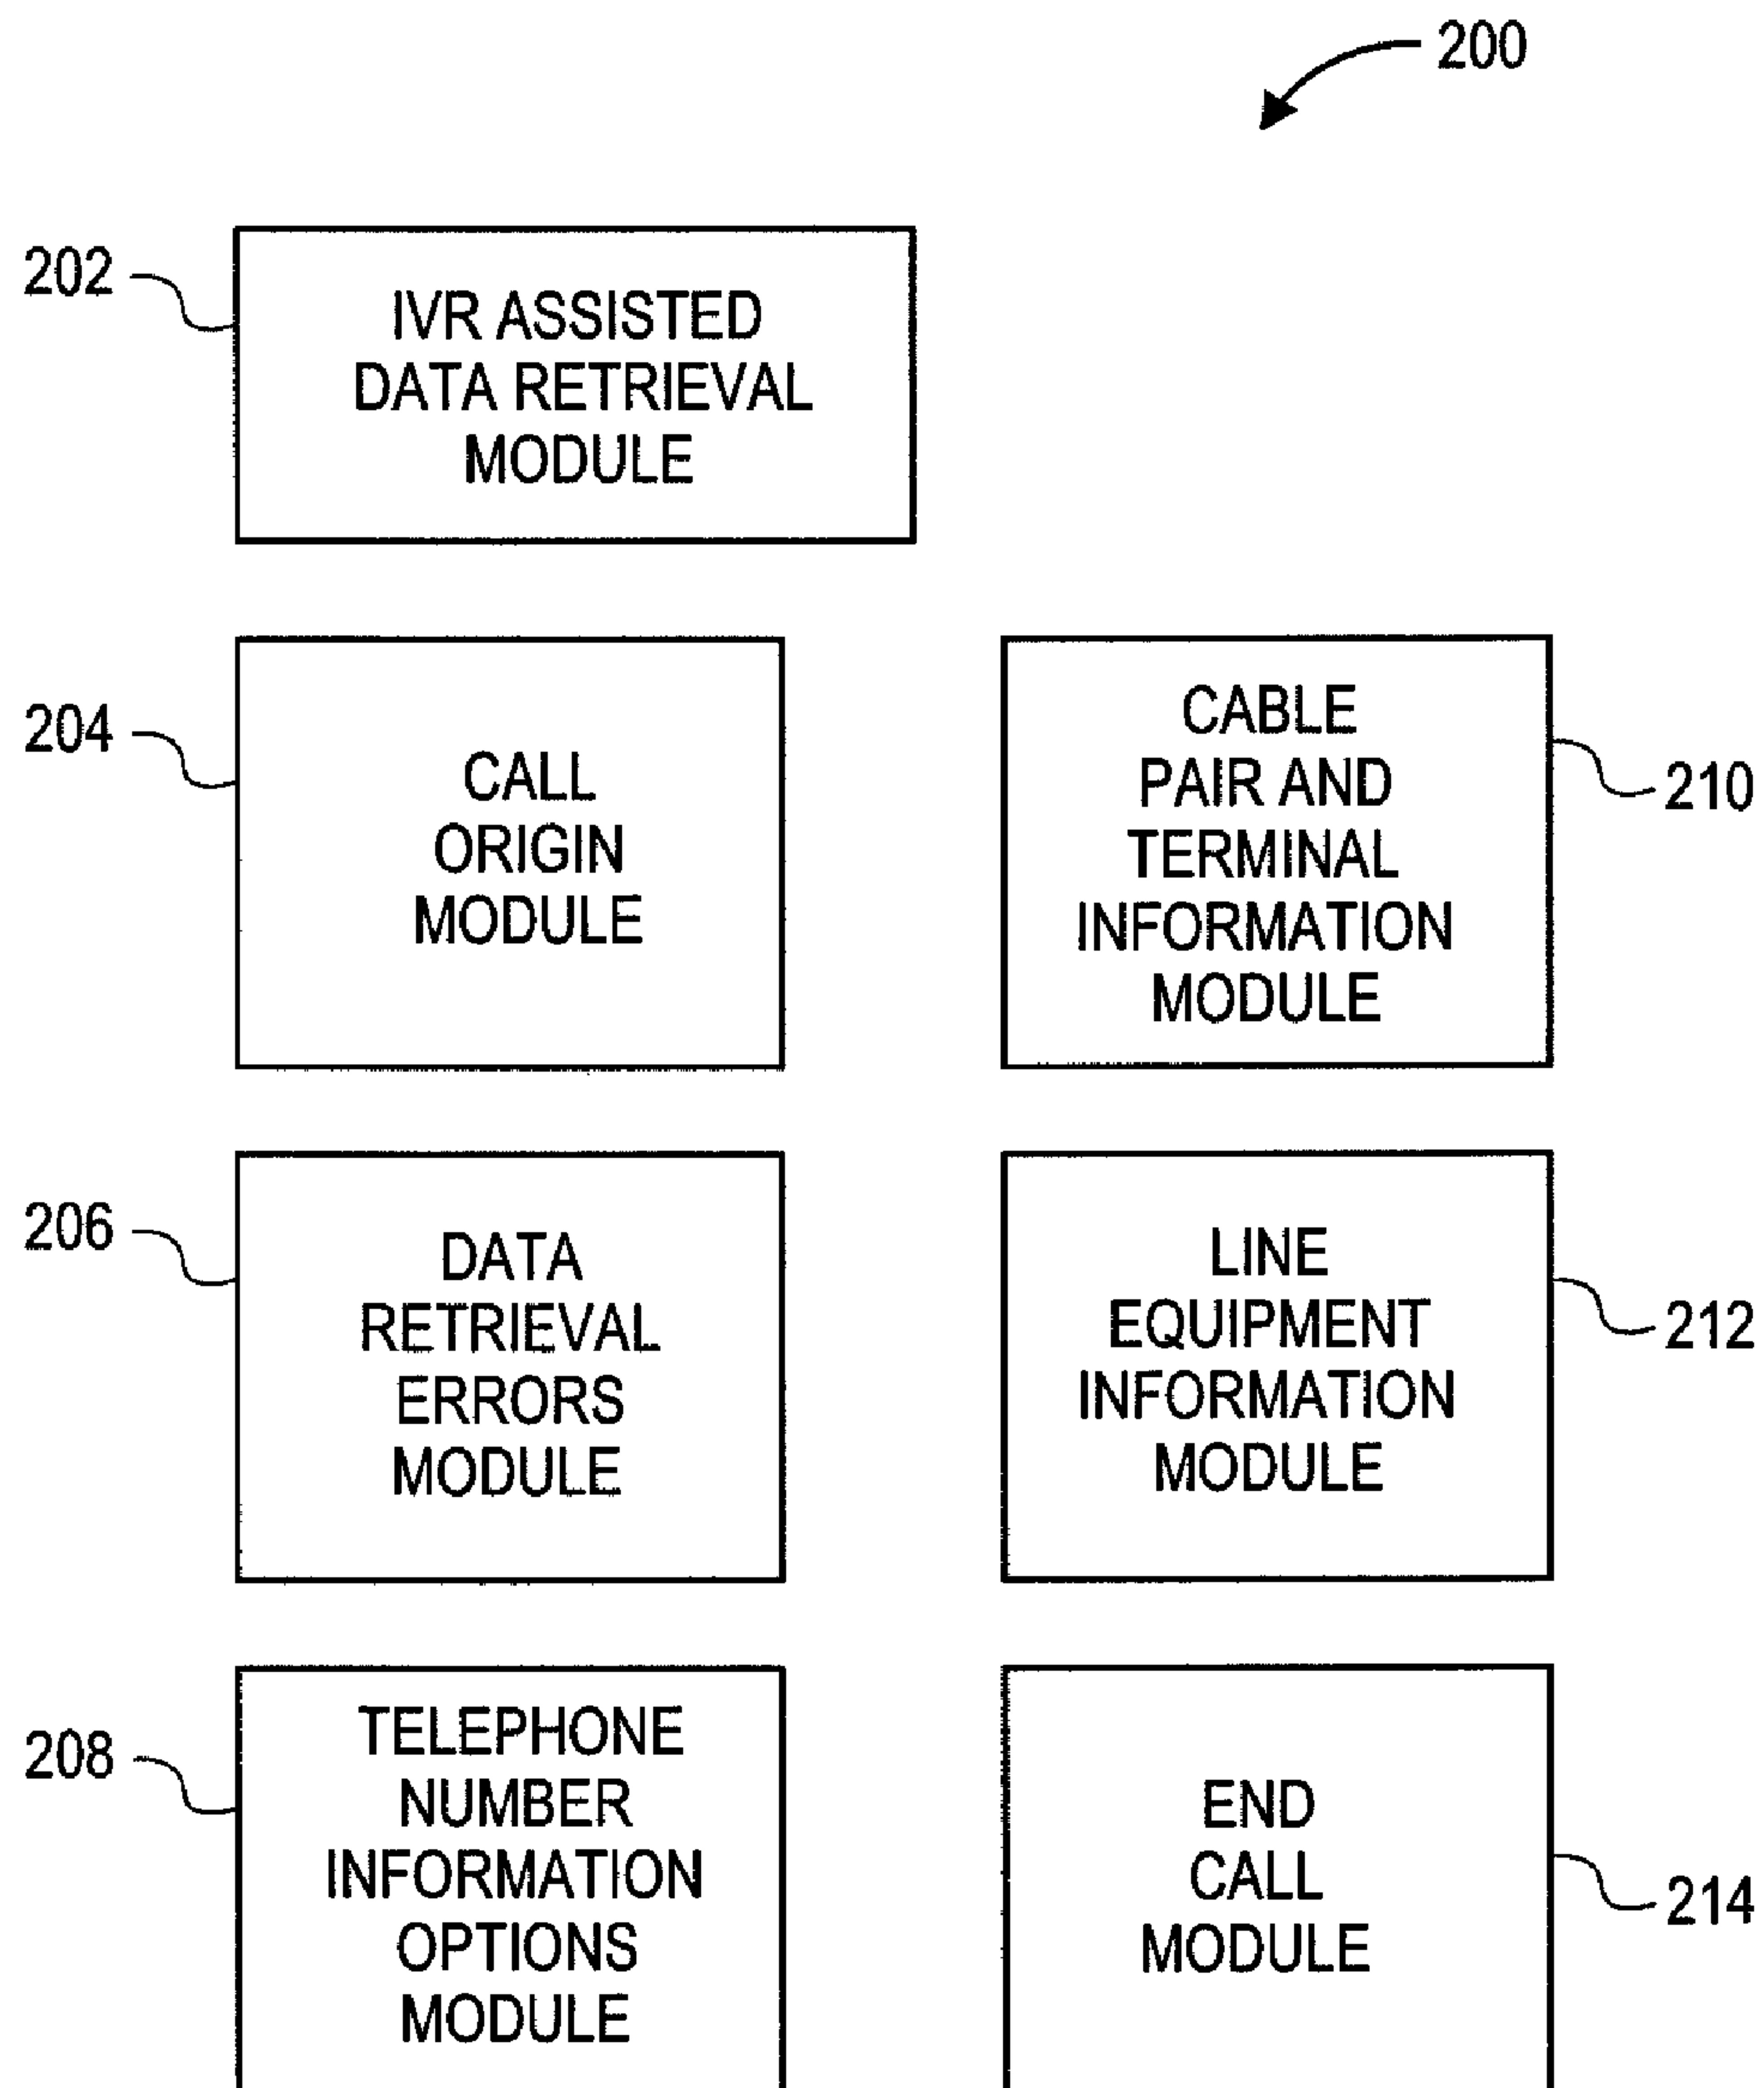 200
202
IVR ASSISTED
DATA RETRIEVAL
MODULE
204
CALL
ORIGIN
MODULE
CABLE
PAIR AND
TERMINAL
INFORMATION
MODULE
210
206
DATA
RETRIEVAL
ERRORS
MODULE
LINE
EQUIPMENT
INFORMATION
MODULE
212
208
TELEPHONE
NUMBER
INFORMATION
OPTIONS
MODULE
END
CALL
MODULE
214